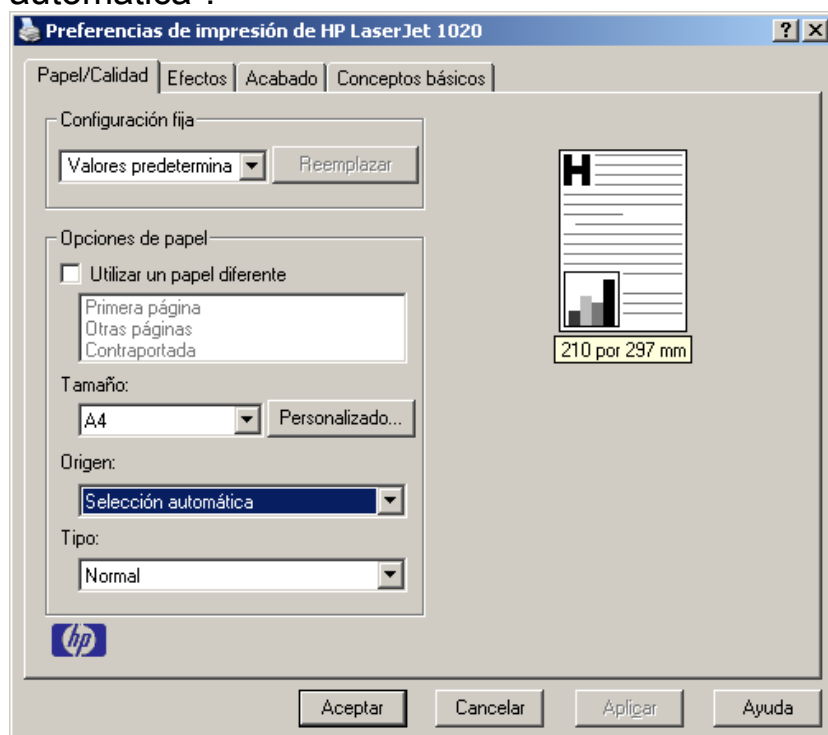 automática".
Preferencias de impresión de HP LaserJet 1020
Papel/Calidad Efectos Acabado Conceptos básicos
Configuración fija
Valores predetermina Reemplazar
Opciones de papel
Utilizar un papel diferente
Primera página
Otras páginas
Contraportada
Tamaño:
A4 Personalizado...
Origen:
Selección automática
Tipo:
Normal
H
210 por 297 mm
hp
Aceptar Cancelar Aplicar Ayuda